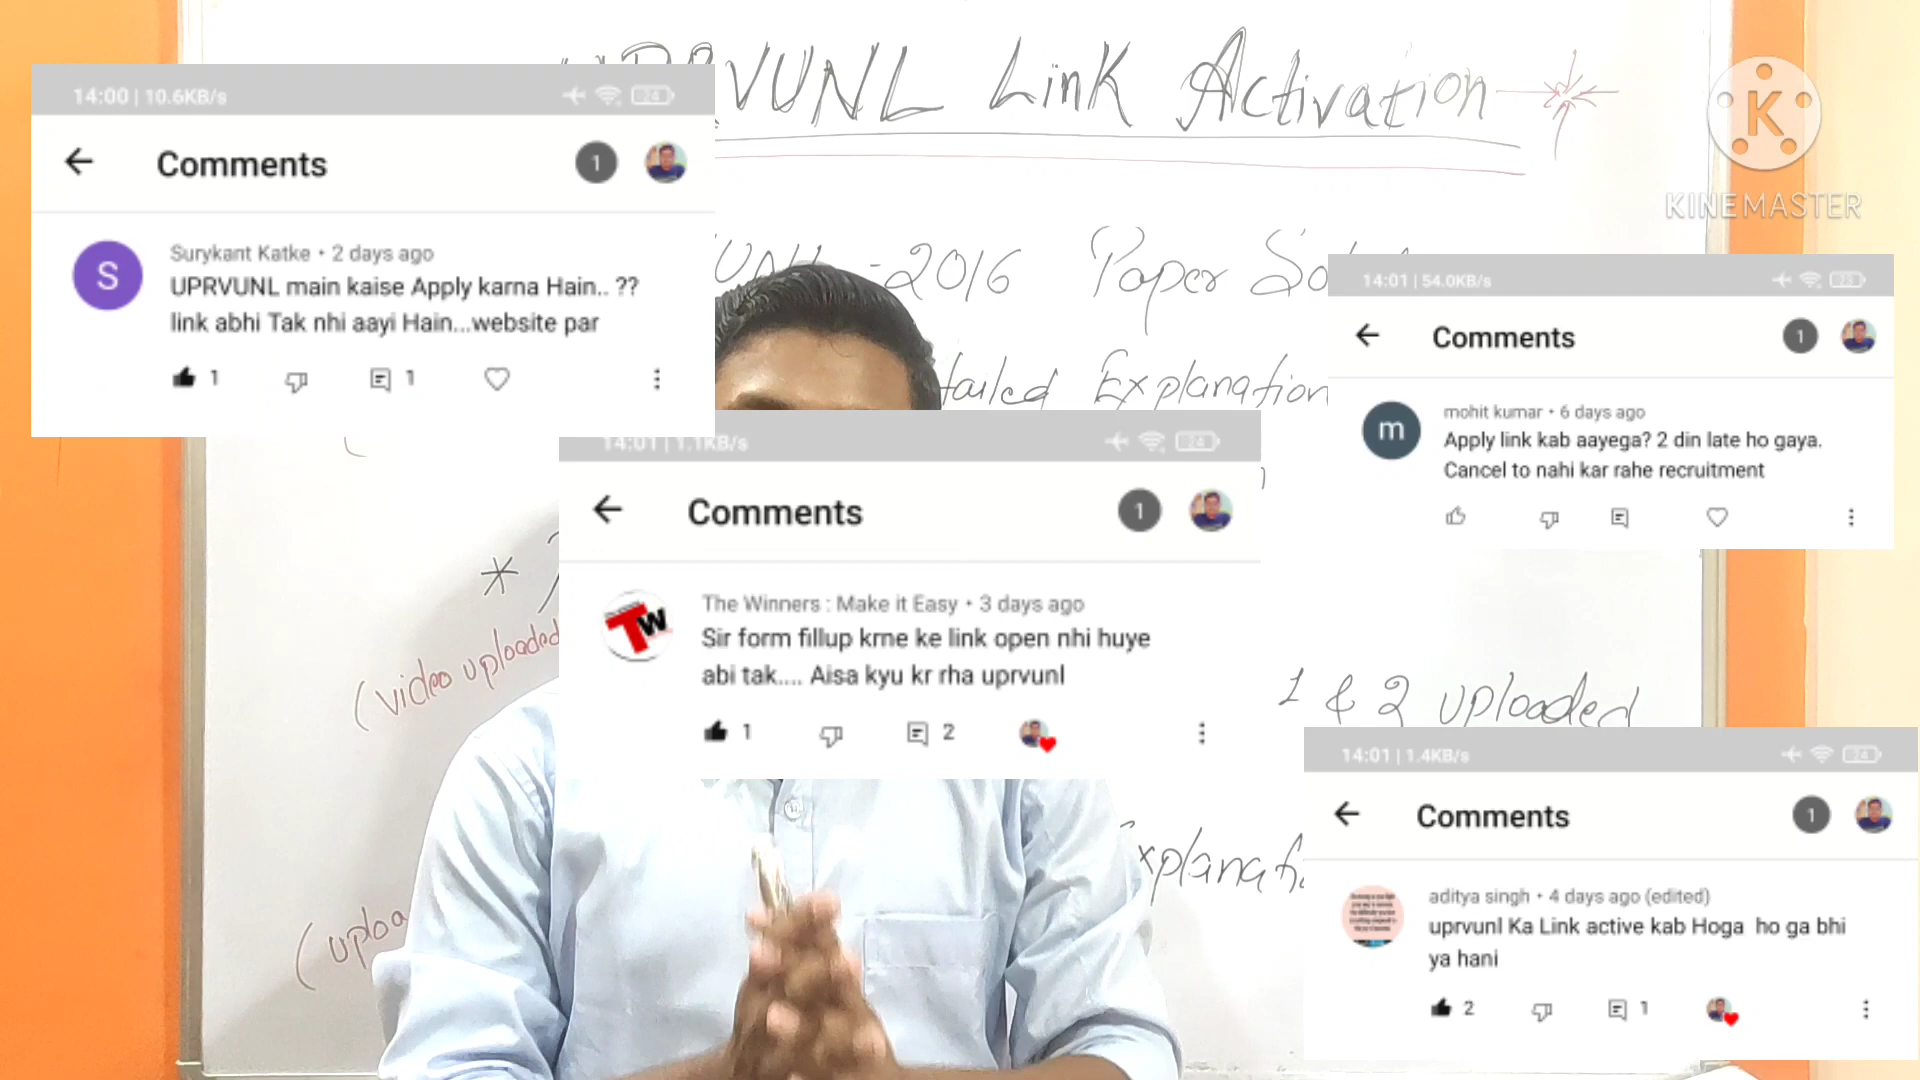 UPRVUNL Link Activation
KINEMASTER
14:00 | 10.6KB/s
24
Comments
1
S
Surykant Katke • 2 days ago
UPRVUNL main kaise Apply karna Hain.. ??
link abhi Tak nhi aayi Hain...website par
1
1
-2016 Paper
Explanation
14:01 | 54.0KB/s
23
Comments
1
m
mohit kumar • 6 days ago
Apply link kab aayega? 2 din late ho gaya.
Cancel to nahi kar rahe recruitment
14:01 | 1.1KB/s
24
Comments
1
TW
The Winners : Make it Easy • 3 days ago
Sir form fillup krne ke link open nhi huye
abi tak.... Aisa kyu kr rha uprvunl
1
2
(video uploaded
1 & 2 uploaded
14:01 | 1.4KB/s
24
Comments
1
aditya singh • 4 days ago (edited)
uprvunl Ka Link active kab Hoga ho ga bhi
ya hani
2
1